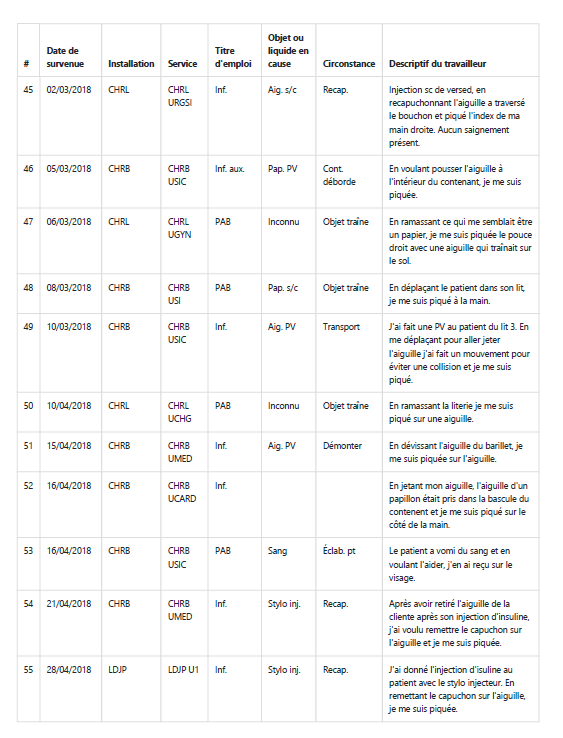 # Date de survenue Installation Service Titre d'emploi Objet ou liquide en cause Circonstance Descriptif du travailleur
45 02/03/2018 CHRL CHRL URGSI Inf. Aig. s/c Recap. Injection sc de versed, en
recapuchonnant l'aiguille a traversé
le bouchon et piqué l'index de ma
main droite. Aucun saignement
présent.
46 05/03/2018 CHRB CHRB USIC Inf. aux. Pap. PV Cont. déborde En voulant pousser l'aiguille à
l'intérieur du contenant, je me suis
piquée.
47 06/03/2018 CHRL CHRL UGYN PAB Inconnu Objet traîne En ramassant ce qui me semblait être
un papier, je me suis piquée le pouce
droit avec une aiguille qui traînait sur
le sol.
48 08/03/2018 CHRB CHRB USI PAB Pap. s/c Objet traîne En déplaçant le patient dans son lit,
je me suis piqué à la main.
49 10/03/2018 CHRB CHRB USIC Inf. Aig. PV Transport J'ai fait une PV au patient du lit 3. En
me déplaçant pour aller jeter
l'aiguille j'ai fait un mouvement pour
éviter une collision et je me suis
piqué.
50 10/04/2018 CHRL CHRL UCHG PAB Inconnu Objet traîne En ramassant la literie je me suis
piqué sur une aiguille.
51 15/04/2018 CHRB CHRB UMED Inf. Aig. PV Démonter En dévissant l'aiguille du barillet, je
me suis piquée sur l'aiguille.
52 16/04/2018 CHRB CHRB UCARD Inf. En jetant mon aiguille, l'aiguille d'un
papillon était pris dans la bascule du
contenent et je me suis piqué sur le
côté de la main.
53 16/04/2018 CHRB CHRB USIC PAB Sang Éclab. pt Le patient a vomi du sang et en
voulant l'aider, j'en ai reçu sur le
visage.
54 21/04/2018 CHRB CHRB UMED Inf. Stylo inj. Recap. Après avoir retiré l'aiguille de la
cliente après son injection d'insuline,
j'ai voulu remettre le capuchon sur
l'aiguille et je me suis piquée.
55 28/04/2018 LDJP LDJP U1 Inf. Stylo inj. Recap. J'ai donné l'injection d'isuline au
patient avec le stylo injecteur. En
remettant le capuchon sur l'aiguille,
je me suis piquée.